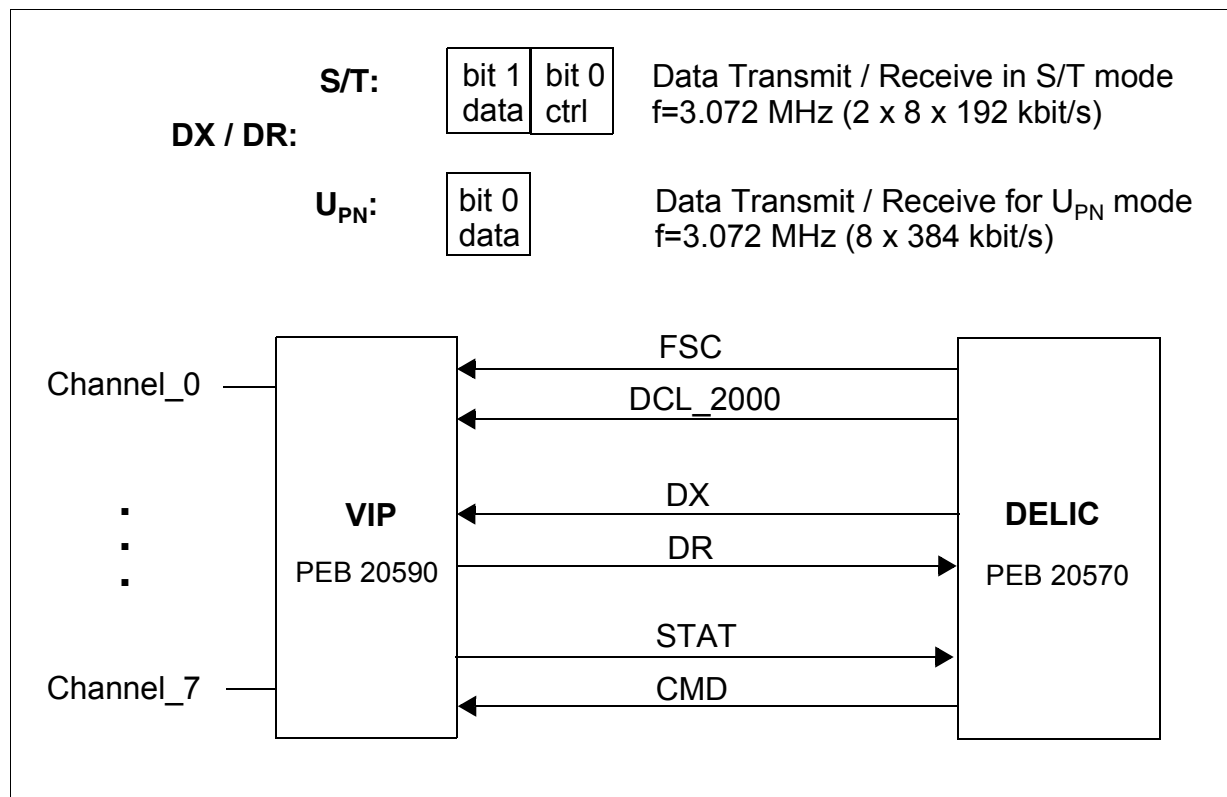 S/T:
bit 1 data
bit 0 ctrl
Data Transmit / Receive in S/T mode
f=3.072 MHz (2 x 8 x 192 kbit/s)
DX / DR:
UPN:
bit 0 data
Data Transmit / Receive for UPN mode
f=3.072 MHz (8 x 384 kbit/s)
FSC
Channel_0
DCL_2000
DX
VIP
DELIC
DR
PEB 20590
PEB 20570
STAT
Channel_7
CMD